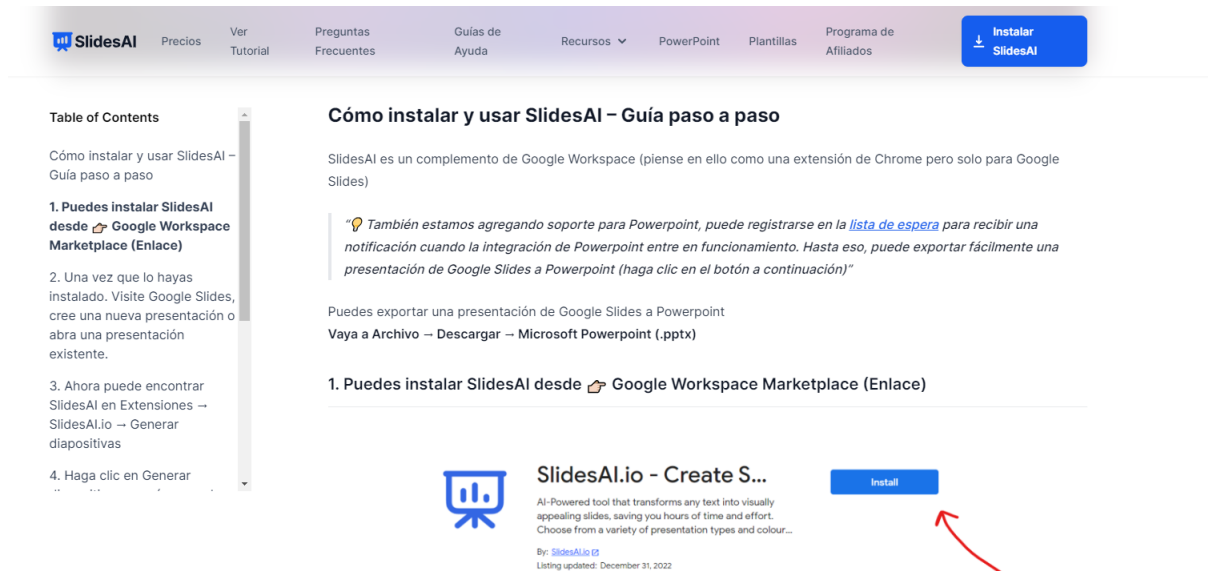 SlidesAI
Precios
Ver
Tutorial
Preguntas
Frecuentes
Guías de
Ayuda
Recursos
PowerPoint
Plantillas
Programa de
Afiliados
Instalar
SlidesAI
Table of Contents
Cómo instalar y usar SlidesAI –
Guía paso a paso
1. Puedes instalar SlidesAI
desde 👉 Google Workspace
Marketplace (Enlace)
2. Una vez que lo hayas
instalado. Visite Google Slides,
cree una nueva presentación o
abra una presentación
existente.
3. Ahora puede encontrar
SlidesAI en Extensiones →
SlidesAI.io → Generar
diapositivas
4. Haga clic en Generar
Cómo instalar y usar SlidesAI – Guía paso a paso
SlidesAI es un complemento de Google Workspace (piense en ello como una extensión de Chrome pero solo para Google
Slides)
“💡 También estamos agregando soporte para Powerpoint, puede registrarse en la lista de espera para recibir una
notificación cuando la integración de Powerpoint entre en funcionamiento. Hasta eso, puede exportar fácilmente una
presentación de Google Slides a Powerpoint (haga clic en el botón a continuación)”
Puedes exportar una presentación de Google Slides a Powerpoint
Vaya a Archivo → Descargar → Microsoft Powerpoint (.pptx)
1. Puedes instalar SlidesAI desde 👉 Google Workspace Marketplace (Enlace)
SlidesAI.io - Create S...
AI-Powered tool that transforms any text into visually
appealing slides, saving you hours of time and effort.
Choose from a variety of presentation types and colour...
By: SlidesAI.io
Listing updated: December 31, 2022
Install